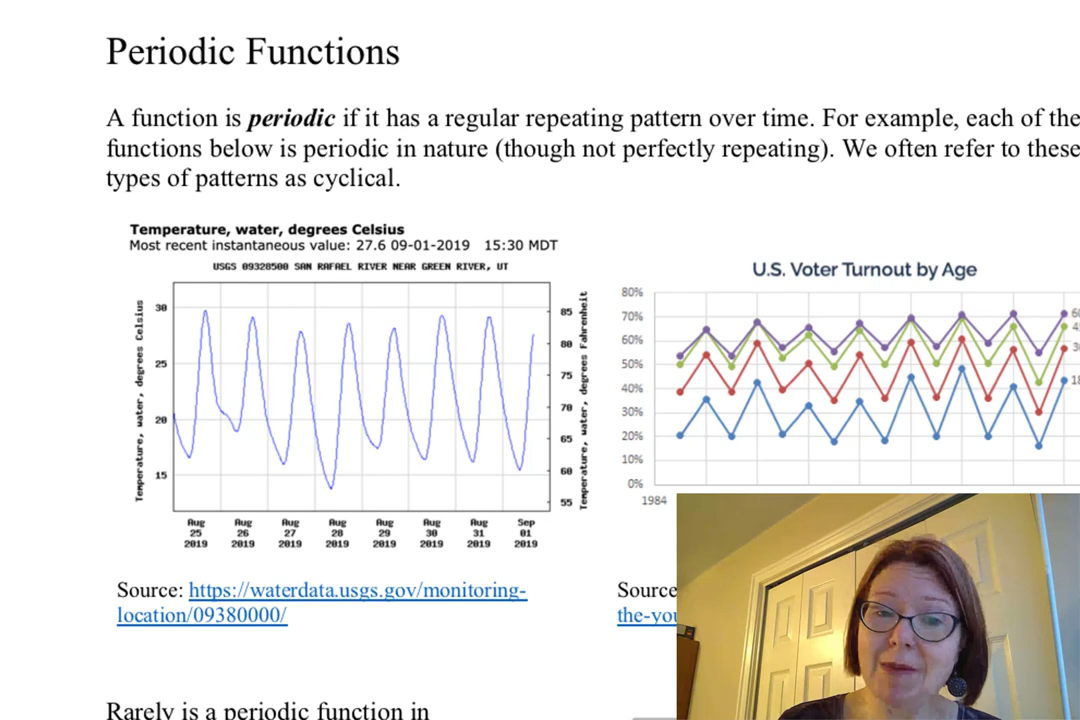 Periodic Functions
A function is periodic if it has a regular repeating pattern over time. For example, each of the
functions below is periodic in nature (though not perfectly repeating). We often refer to these
types of patterns as cyclical.
Temperature, water, degrees Celsius
Most recent instantaneous value: 27.6 09-01-2019 15:30 MDT
USGS 09328500 SAN RAFAEL RIVER NEAR GREEN RIVER, UT
Temperature, water, degrees Celsius
30
25
20
15
85
80
75
70
65
60
55
Temperature, water, degrees Fahrenheit
Aug Aug Aug Aug Aug Aug Aug Sep
25 26 27 28 29 30 31 01
2019 2019 2019 2019 2019 2019 2019 2019
Source: https://waterdata.usgs.gov/monitoring-
location/09380000/
U.S. Voter Turnout by Age
80%
70%
60%
50%
40%
30%
20%
10%
0%
1984
Source
the-you
Rarely is a periodic function in